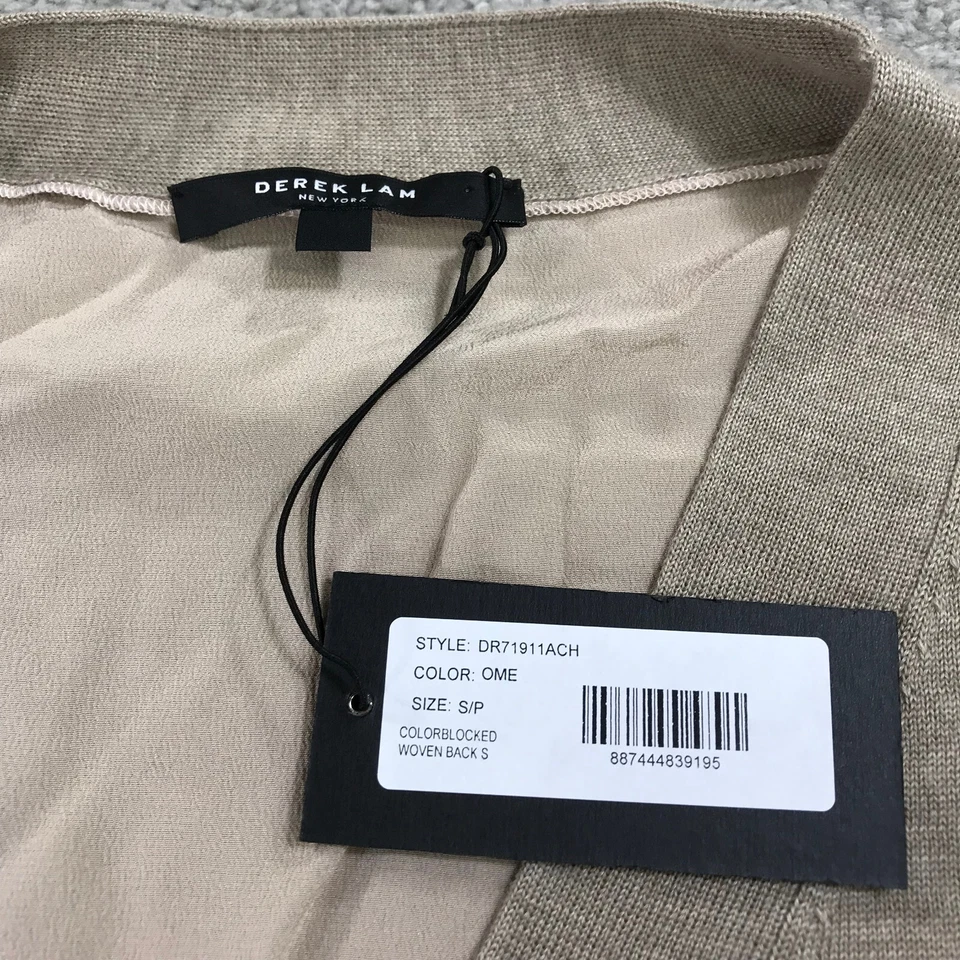 DEREK LAM
NEW YORK
STYLE: DR71911ACH
COLOR: OME
SIZE: S/P
COLORBLOCKED
WOVEN BACK S
887444839195